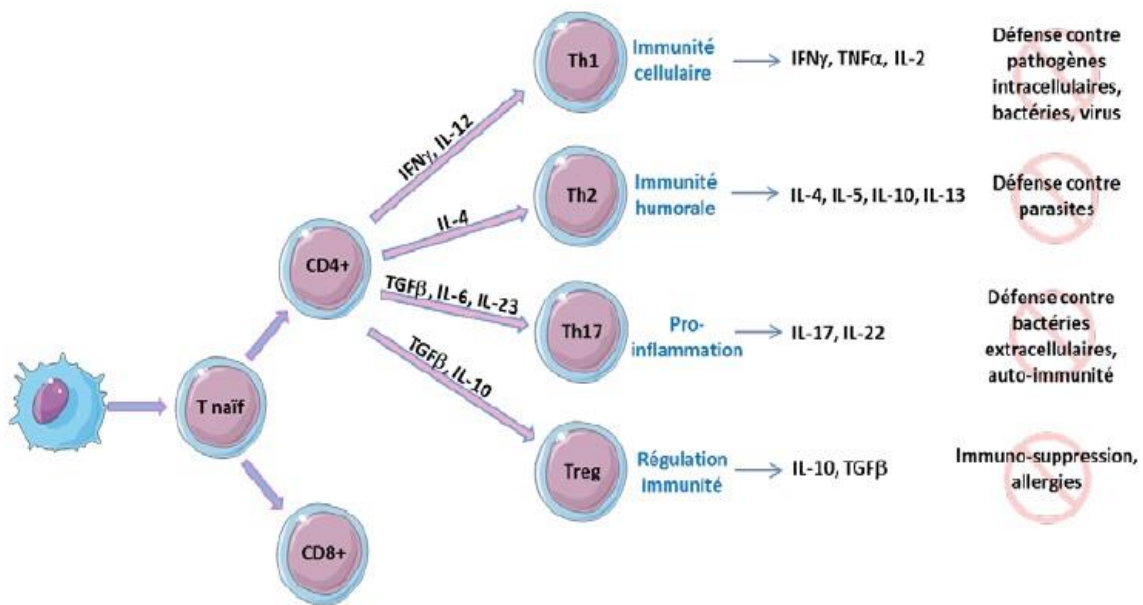 Th1
Immunité
cellulaire
IFNγ, TNFα, IL-2
Défense contre
pathogènes
intracellulaires,
bactéries, virus
IFNγ, IL-12
Th2
Immunité
humorale
IL-4, IL-5, IL-10, IL-13
Défense contre
parasites
IL-4
CD4+
TGFβ, IL-6, IL-23
Th17
Pro-
inflammation
IL-17, IL-22
Défense contre
bactéries
extracellulaires,
auto-immunité
TGFβ, IL-10
T naïf
Treg
Régulation
immunité
IL-10, TGFβ
Immuno-suppression,
allergies
CD8+